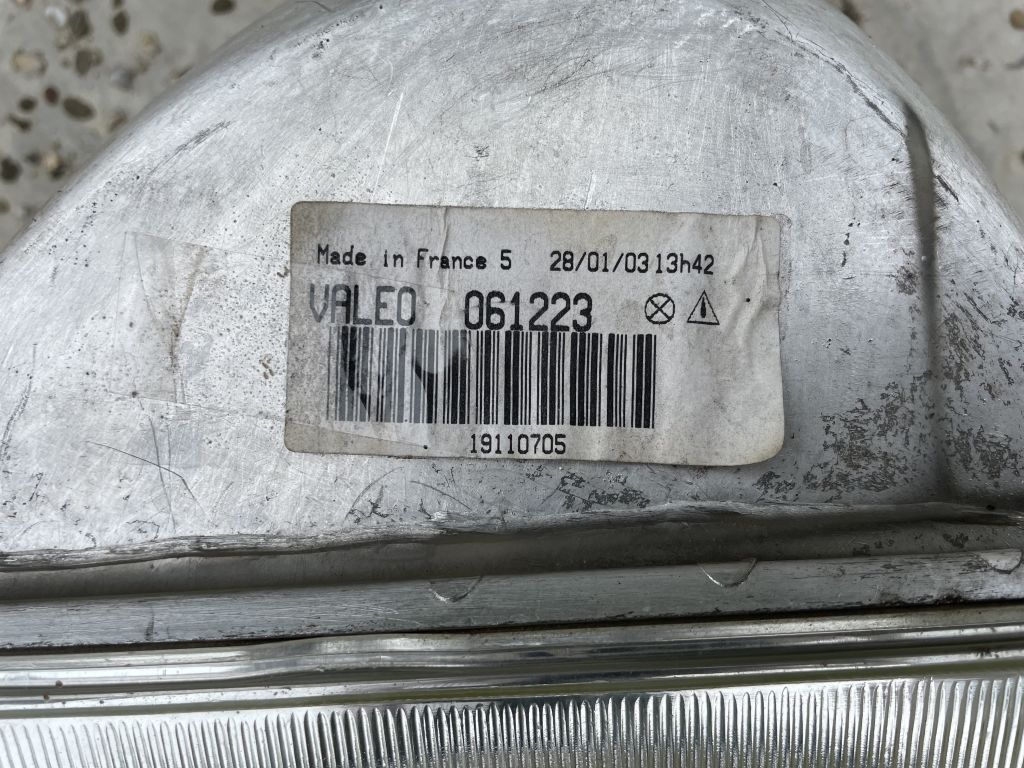 Made in France 5 28/01/03 13h42
VALEO 061223
19110705